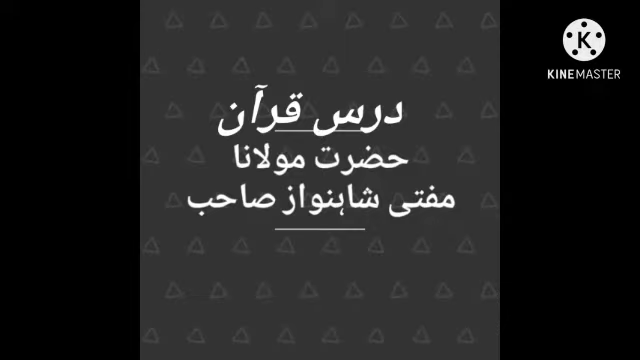 K
KINEMASTER
درس قرآن
حضرت مولانا
مفتی شاہنواز صاحب